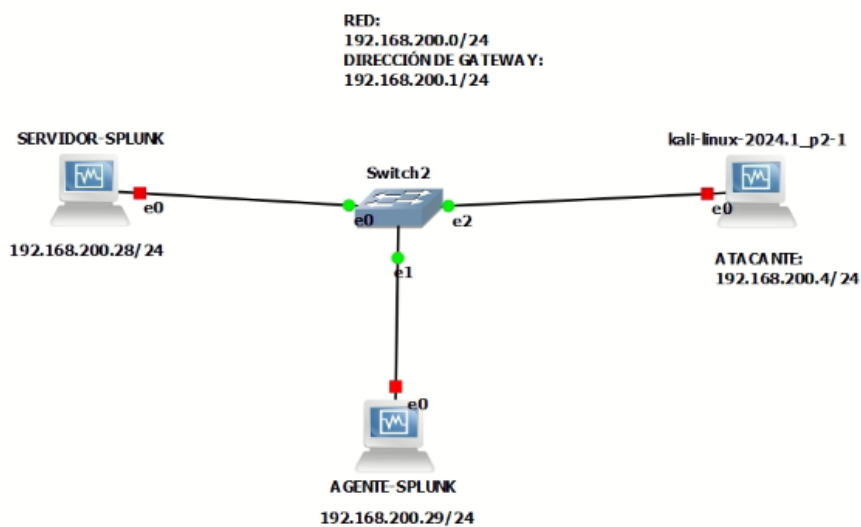 RED:
192.168.200.0/24
DIRECCIÓN DE GATEWAY:
192.168.200.1/24
SERVIDOR-SPLUNK
kali-linux-2024.1_p2-1
Switch2
e0
e0
e2
e0
192.168.200.28/24
ATACANTE:
192.168.200.4/24
e1
e0
AGENTE-SPLUNK
192.168.200.29/24